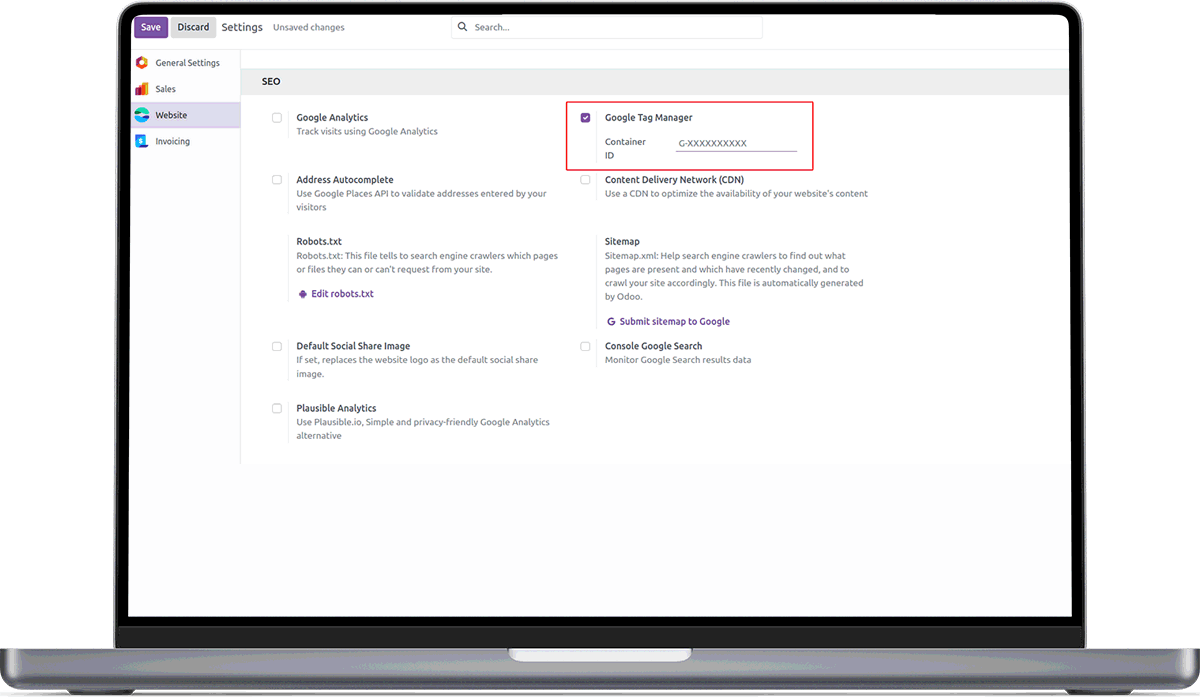 Save Discard Settings Unsaved changes Search...
General Settings
Sales
Website
Invoicing
SEO
Google Analytics
Track visits using Google Analytics
Google Tag Manager
Container
ID
G-XXXXXXXXXX
Address Autocomplete
Use Google Places API to validate addresses entered by your
visitors
Content Delivery Network (CDN)
Use a CDN to optimize the availability of your website's content
Robots.txt
Robots.txt: This file tells to search engine crawlers which pages
or files they can or can't request from your site.
Edit robots.txt
Sitemap
Sitemap.xml: Help search engine crawlers to find out what
pages are present and which have recently changed, and to
crawl your site accordingly. This file is automatically generated
by Odoo.
Submit sitemap to Google
Default Social Share Image
If set, replaces the website logo as the default social share
image.
Console Google Search
Monitor Google Search results data
Plausible Analytics
Use Plausible.io, Simple and privacy-friendly Google Analytics
alternative